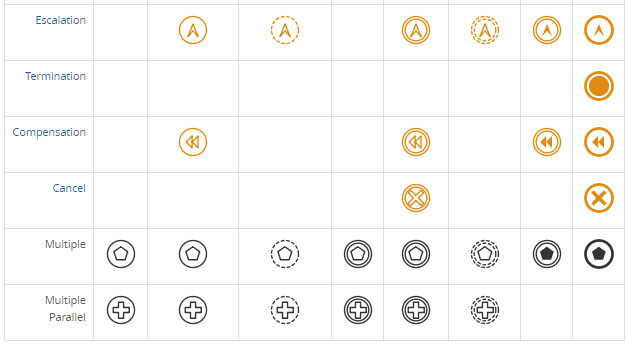 Escalation
Termination
Compensation
Cancel
Multiple
Multiple
Parallel